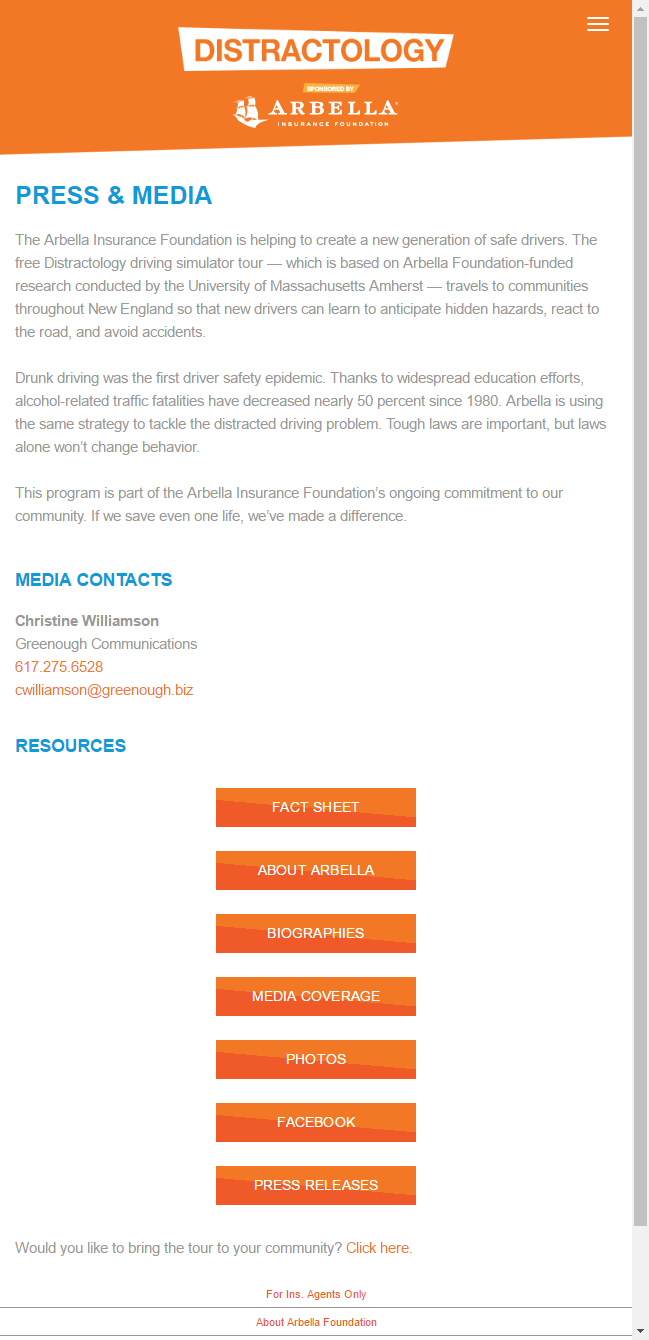 DISTRACTOLOGY
SPONSORED BY
ARBELLA
INSURANCE FOUNDATION
PRESS & MEDIA
The Arbella Insurance Foundation is helping to create a new generation of safe drivers. The
free Distractology driving simulator tour — which is based on Arbella Foundation-funded
research conducted by the University of Massachusetts Amherst — travels to communities
throughout New England so that new drivers can learn to anticipate hidden hazards, react to
the road, and avoid accidents.
Drunk driving was the first driver safety epidemic. Thanks to widespread education efforts,
alcohol-related traffic fatalities have decreased nearly 50 percent since 1980. Arbella is using
the same strategy to tackle the distracted driving problem. Tough laws are important, but laws
alone won’t change behavior.
This program is part of the Arbella Insurance Foundation’s ongoing commitment to our
community. If we save even one life, we’ve made a difference.
MEDIA CONTACTS
Christine Williamson
Greenough Communications
617.275.6528
cwilliamson@greenough.biz
RESOURCES
FACT SHEET
ABOUT ARBELLA
BIOGRAPHIES
MEDIA COVERAGE
PHOTOS
FACEBOOK
PRESS RELEASES
Would you like to bring the tour to your community? Click here.
For Ins. Agents Only
About Arbella Foundation